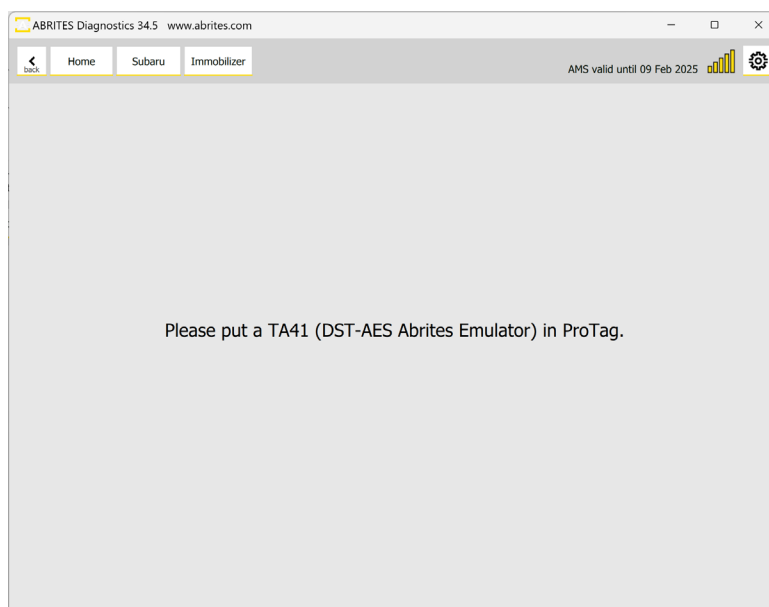 ABRITES Diagnostics 34.5 www.abrites.com
back
Home
Subaru
Immobilizer
AMS valid until 09 Feb 2025
Please put a TA41 (DST-AES Abrites Emulator) in ProTag.